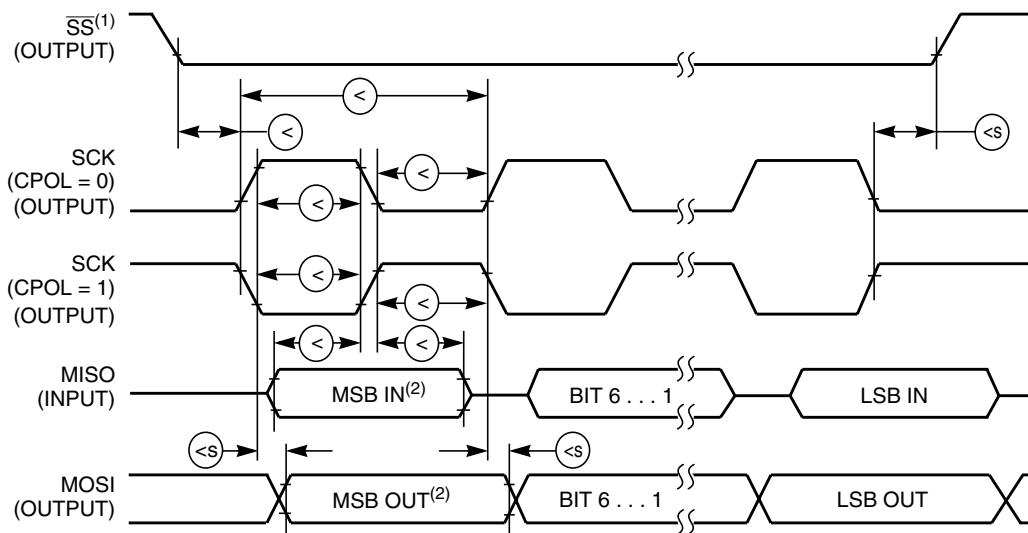 SS(1)
(OUTPUT)
<
<
<s
SCK
(CPOL = 0)
(OUTPUT)
<
<
SCK
(CPOL = 1)
(OUTPUT)
<
<
<
<
MISO
(INPUT)
MSB IN(2)
BIT 6 . . . 1
LSB IN
<s
<s
MOSI
(OUTPUT)
MSB OUT(2)
BIT 6 . . . 1
LSB OUT